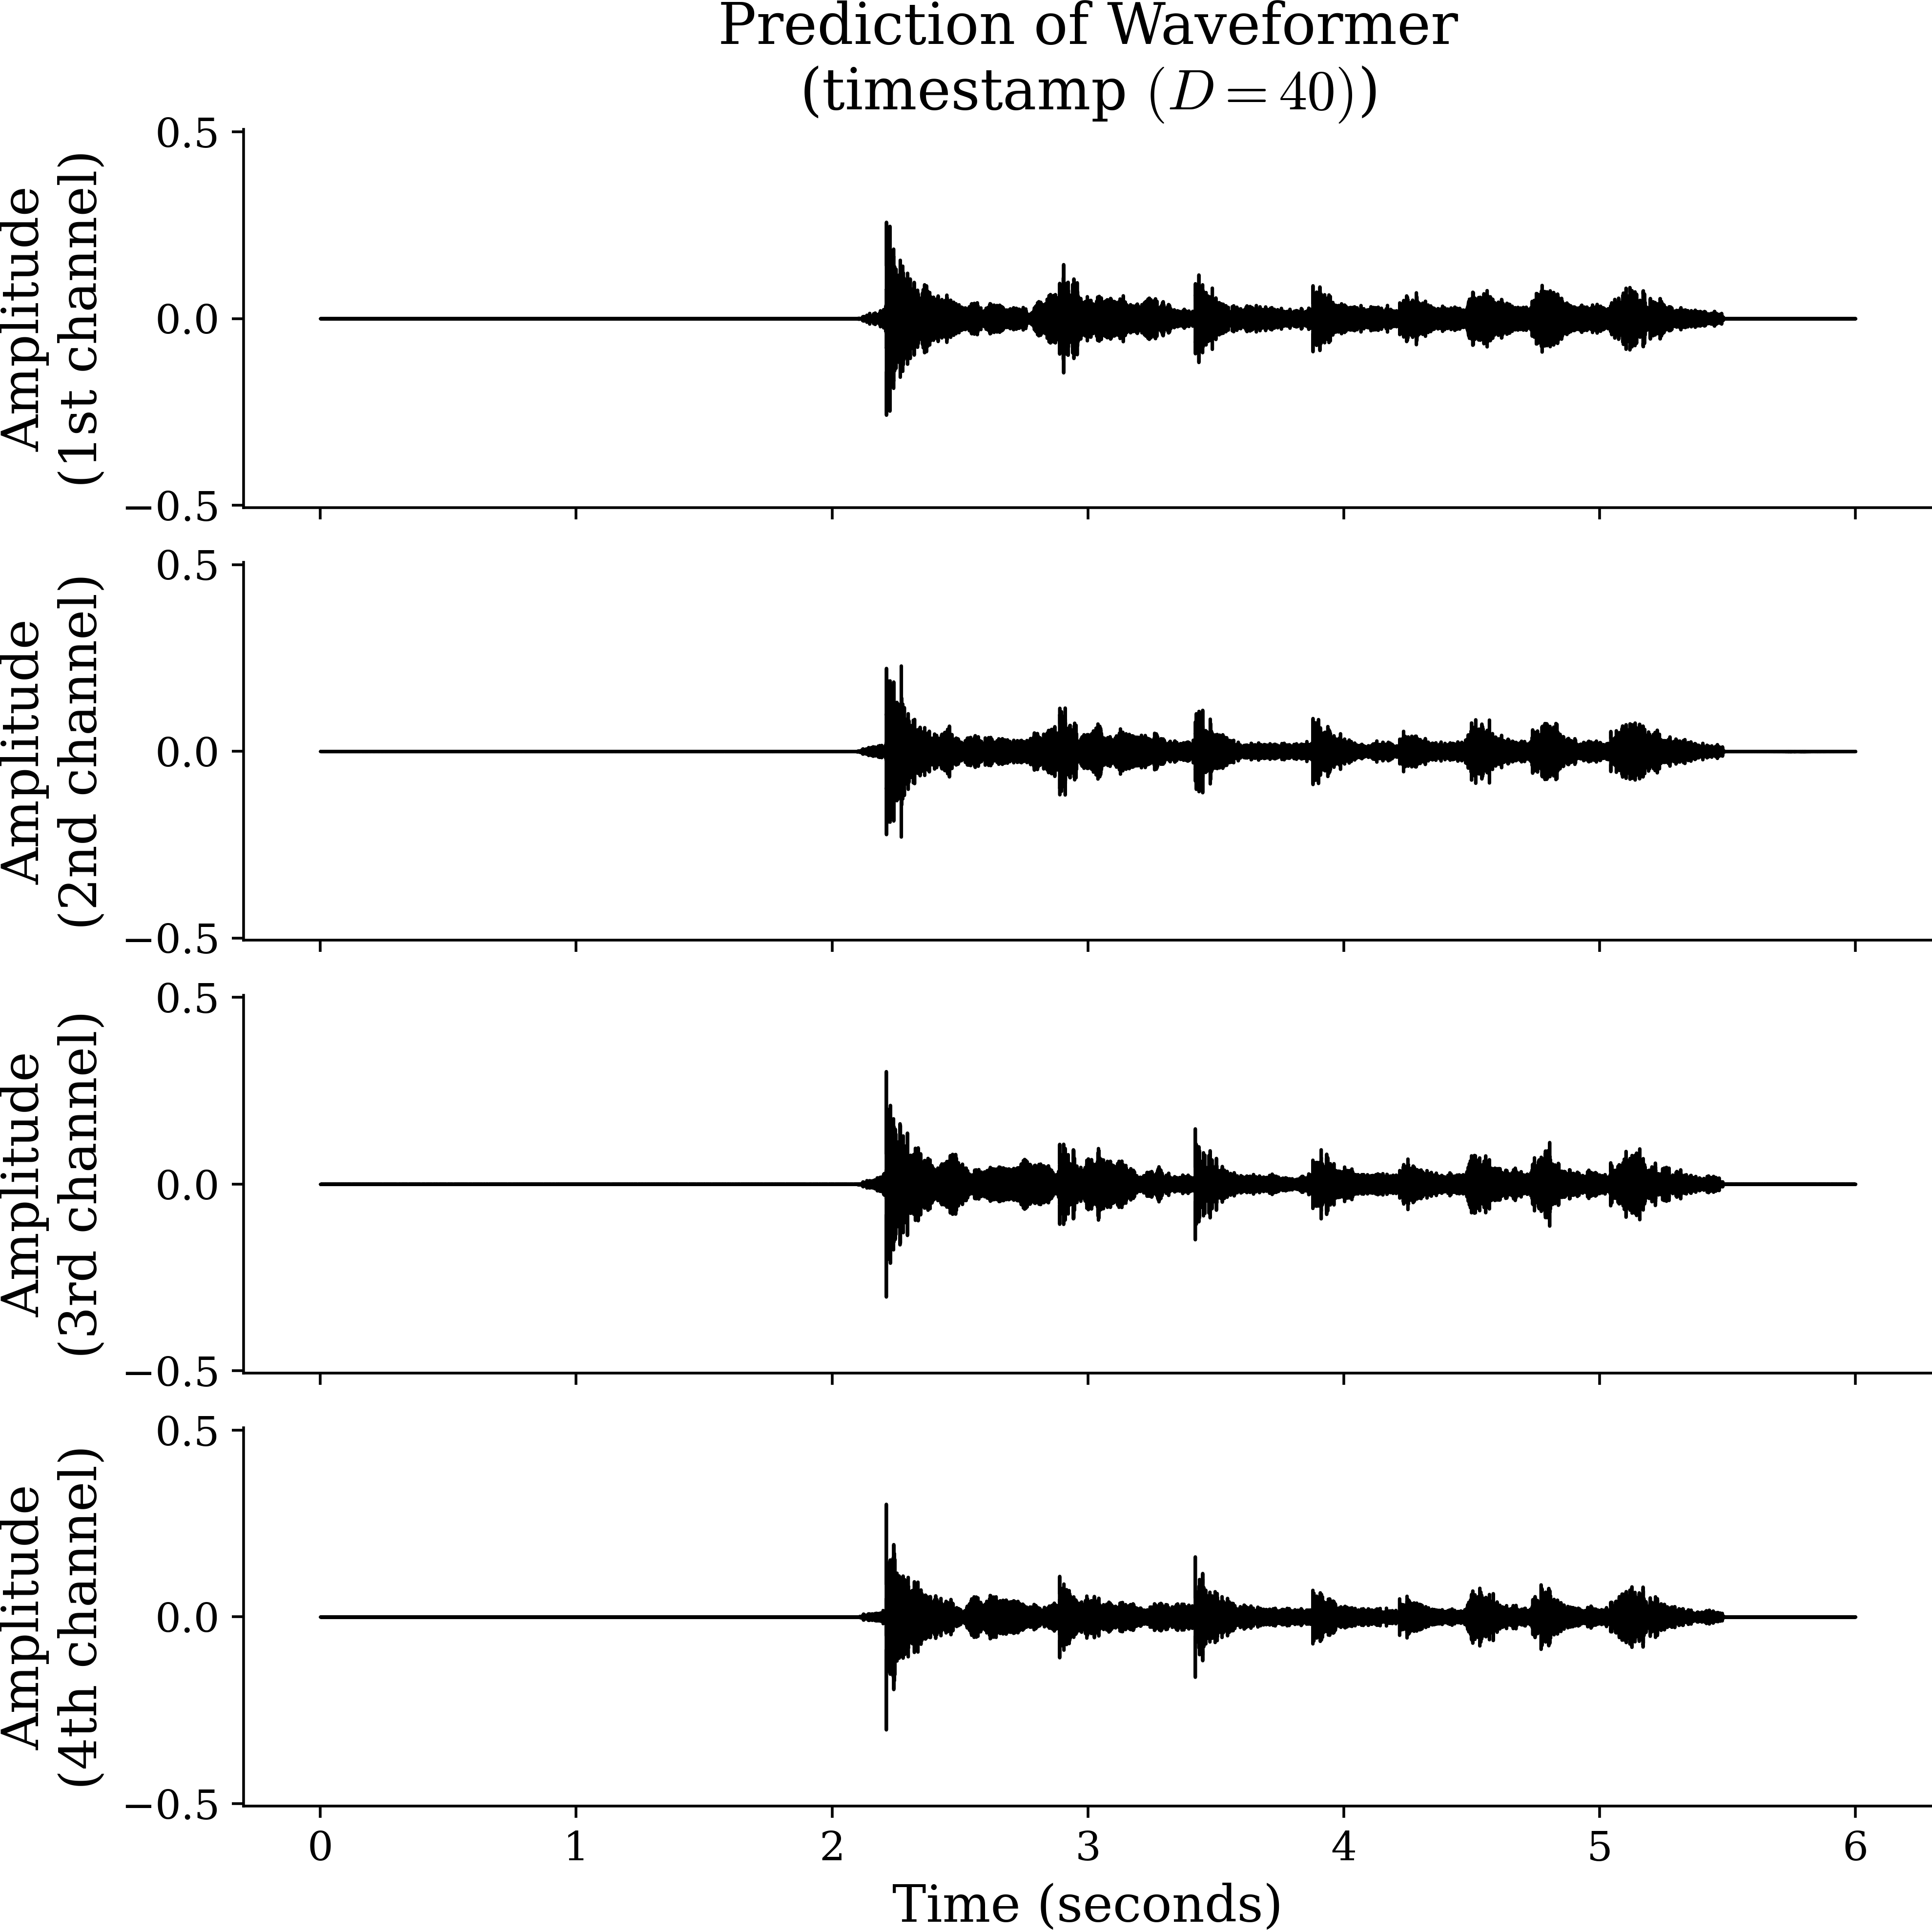 Prediction of Waveformer
(timestamp (D = 40))
0.5
0.0
−0.5
Amplitude
(1st channel)
0.5
0.0
−0.5
Amplitude
(2nd channel)
0.5
0.0
−0.5
Amplitude
(3rd channel)
0.5
0.0
−0.5
Amplitude
(4th channel)
0 1 2 3 4 5 6
Time (seconds)